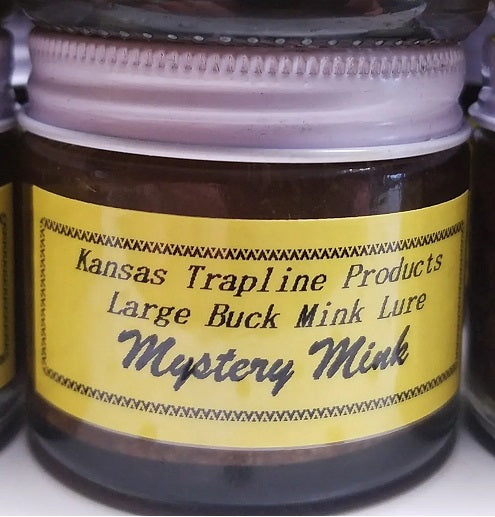 Kansas Trapline Products
Large Buck Mink Lure
Mystery Mink